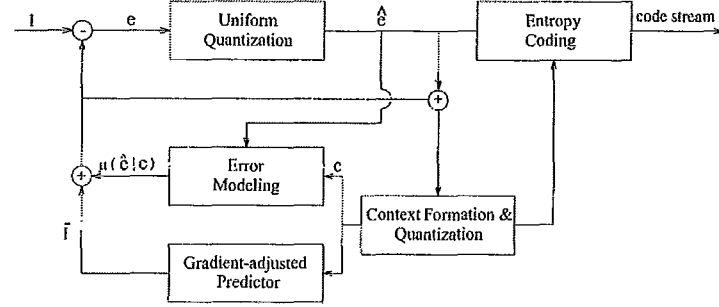 I
-
e
Uniform
Quantization
ê
Entropy
Coding
code stream
+
+
μ(ê|c)
Error
Modeling
c
Context Formation &
Quantization
Ī
Gradient-adjusted
Predictor